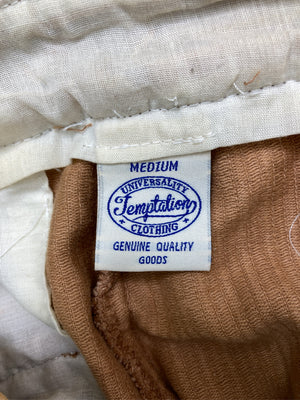 MEDIUM
UNIVERSALITY
Temptation
CLOTHING
GENUINE QUALITY
GOODS